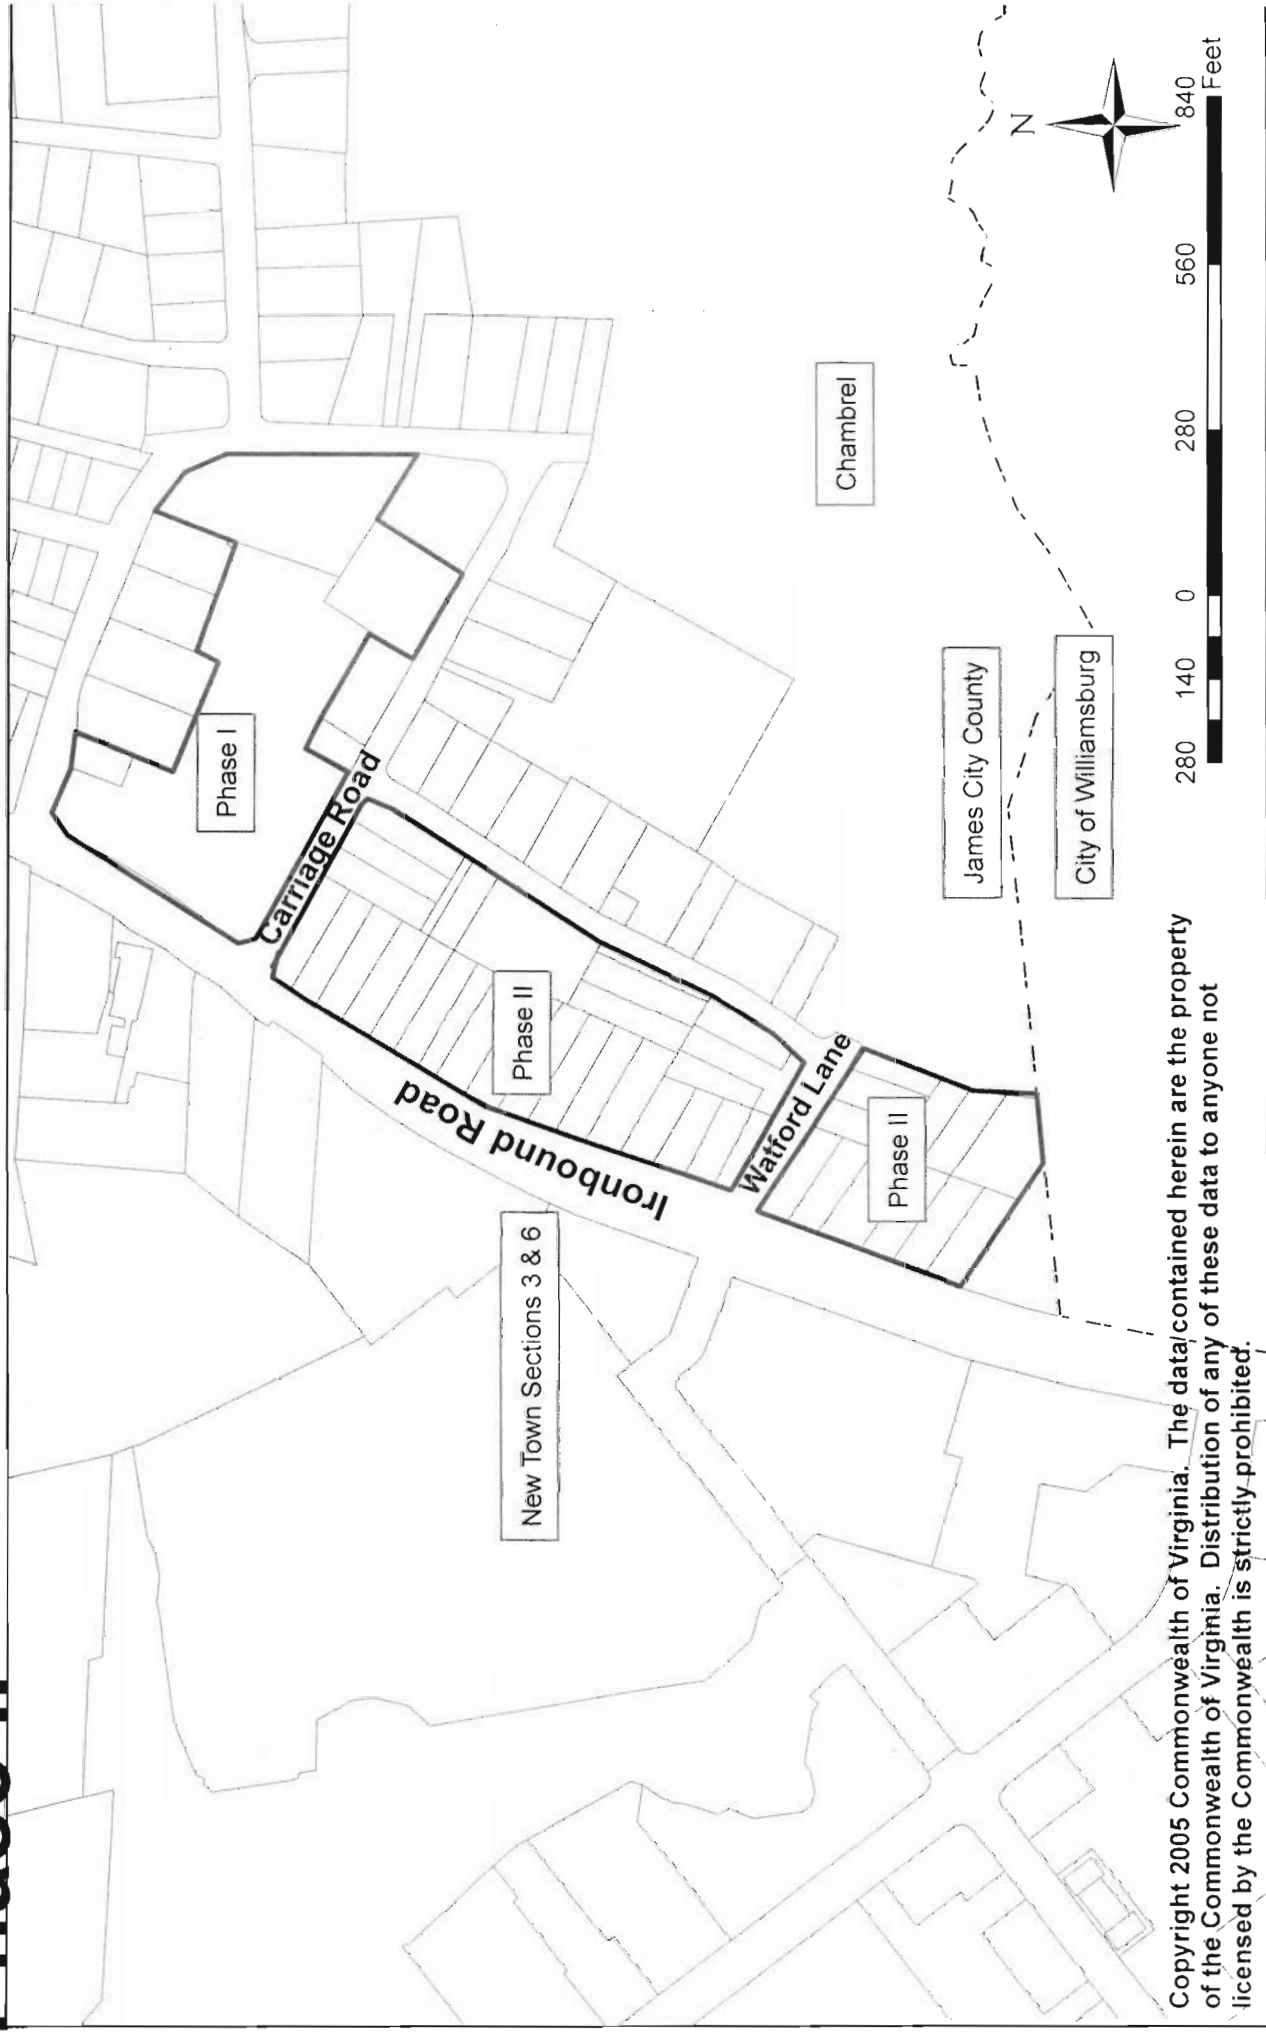 Phase I
Carriage Road
Phase II
Ironbound Road
New Town Sections 3 & 6
Watford Lane
Phase II
Chambrel
James City County
City of Williamsburg
N
280 140 0 280 560 840
Feet
Copyright 2005 Commonwealth of Virginia. The data contained herein are the property
of the Commonwealth of Virginia. Distribution of any of these data to anyone not
licensed by the Commonwealth is strictly prohibited.